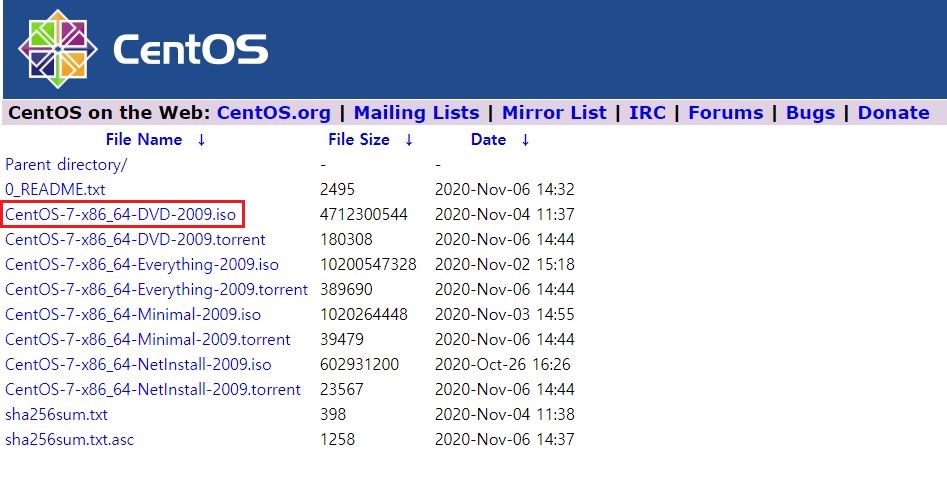 CentOS
CentOS on the Web: CentOS.org | Mailing Lists | Mirror List | IRC | Forums | Bugs | Donate
File Name ↓ File Size ↓ Date ↓
Parent directory/ - -
0_README.txt 2495 2020-Nov-06 14:32
CentOS-7-x86_64-DVD-2009.iso 4712300544 2020-Nov-04 11:37
CentOS-7-x86_64-DVD-2009.torrent 180308 2020-Nov-06 14:44
CentOS-7-x86_64-Everything-2009.iso 10200547328 2020-Nov-02 15:18
CentOS-7-x86_64-Everything-2009.torrent 389690 2020-Nov-06 14:44
CentOS-7-x86_64-Minimal-2009.iso 1020264448 2020-Nov-03 14:55
CentOS-7-x86_64-Minimal-2009.torrent 39479 2020-Nov-06 14:44
CentOS-7-x86_64-NetInstall-2009.iso 602931200 2020-Oct-26 16:26
CentOS-7-x86_64-NetInstall-2009.torrent 23567 2020-Nov-06 14:44
sha256sum.txt 398 2020-Nov-04 11:38
sha256sum.txt.asc 1258 2020-Nov-06 14:37